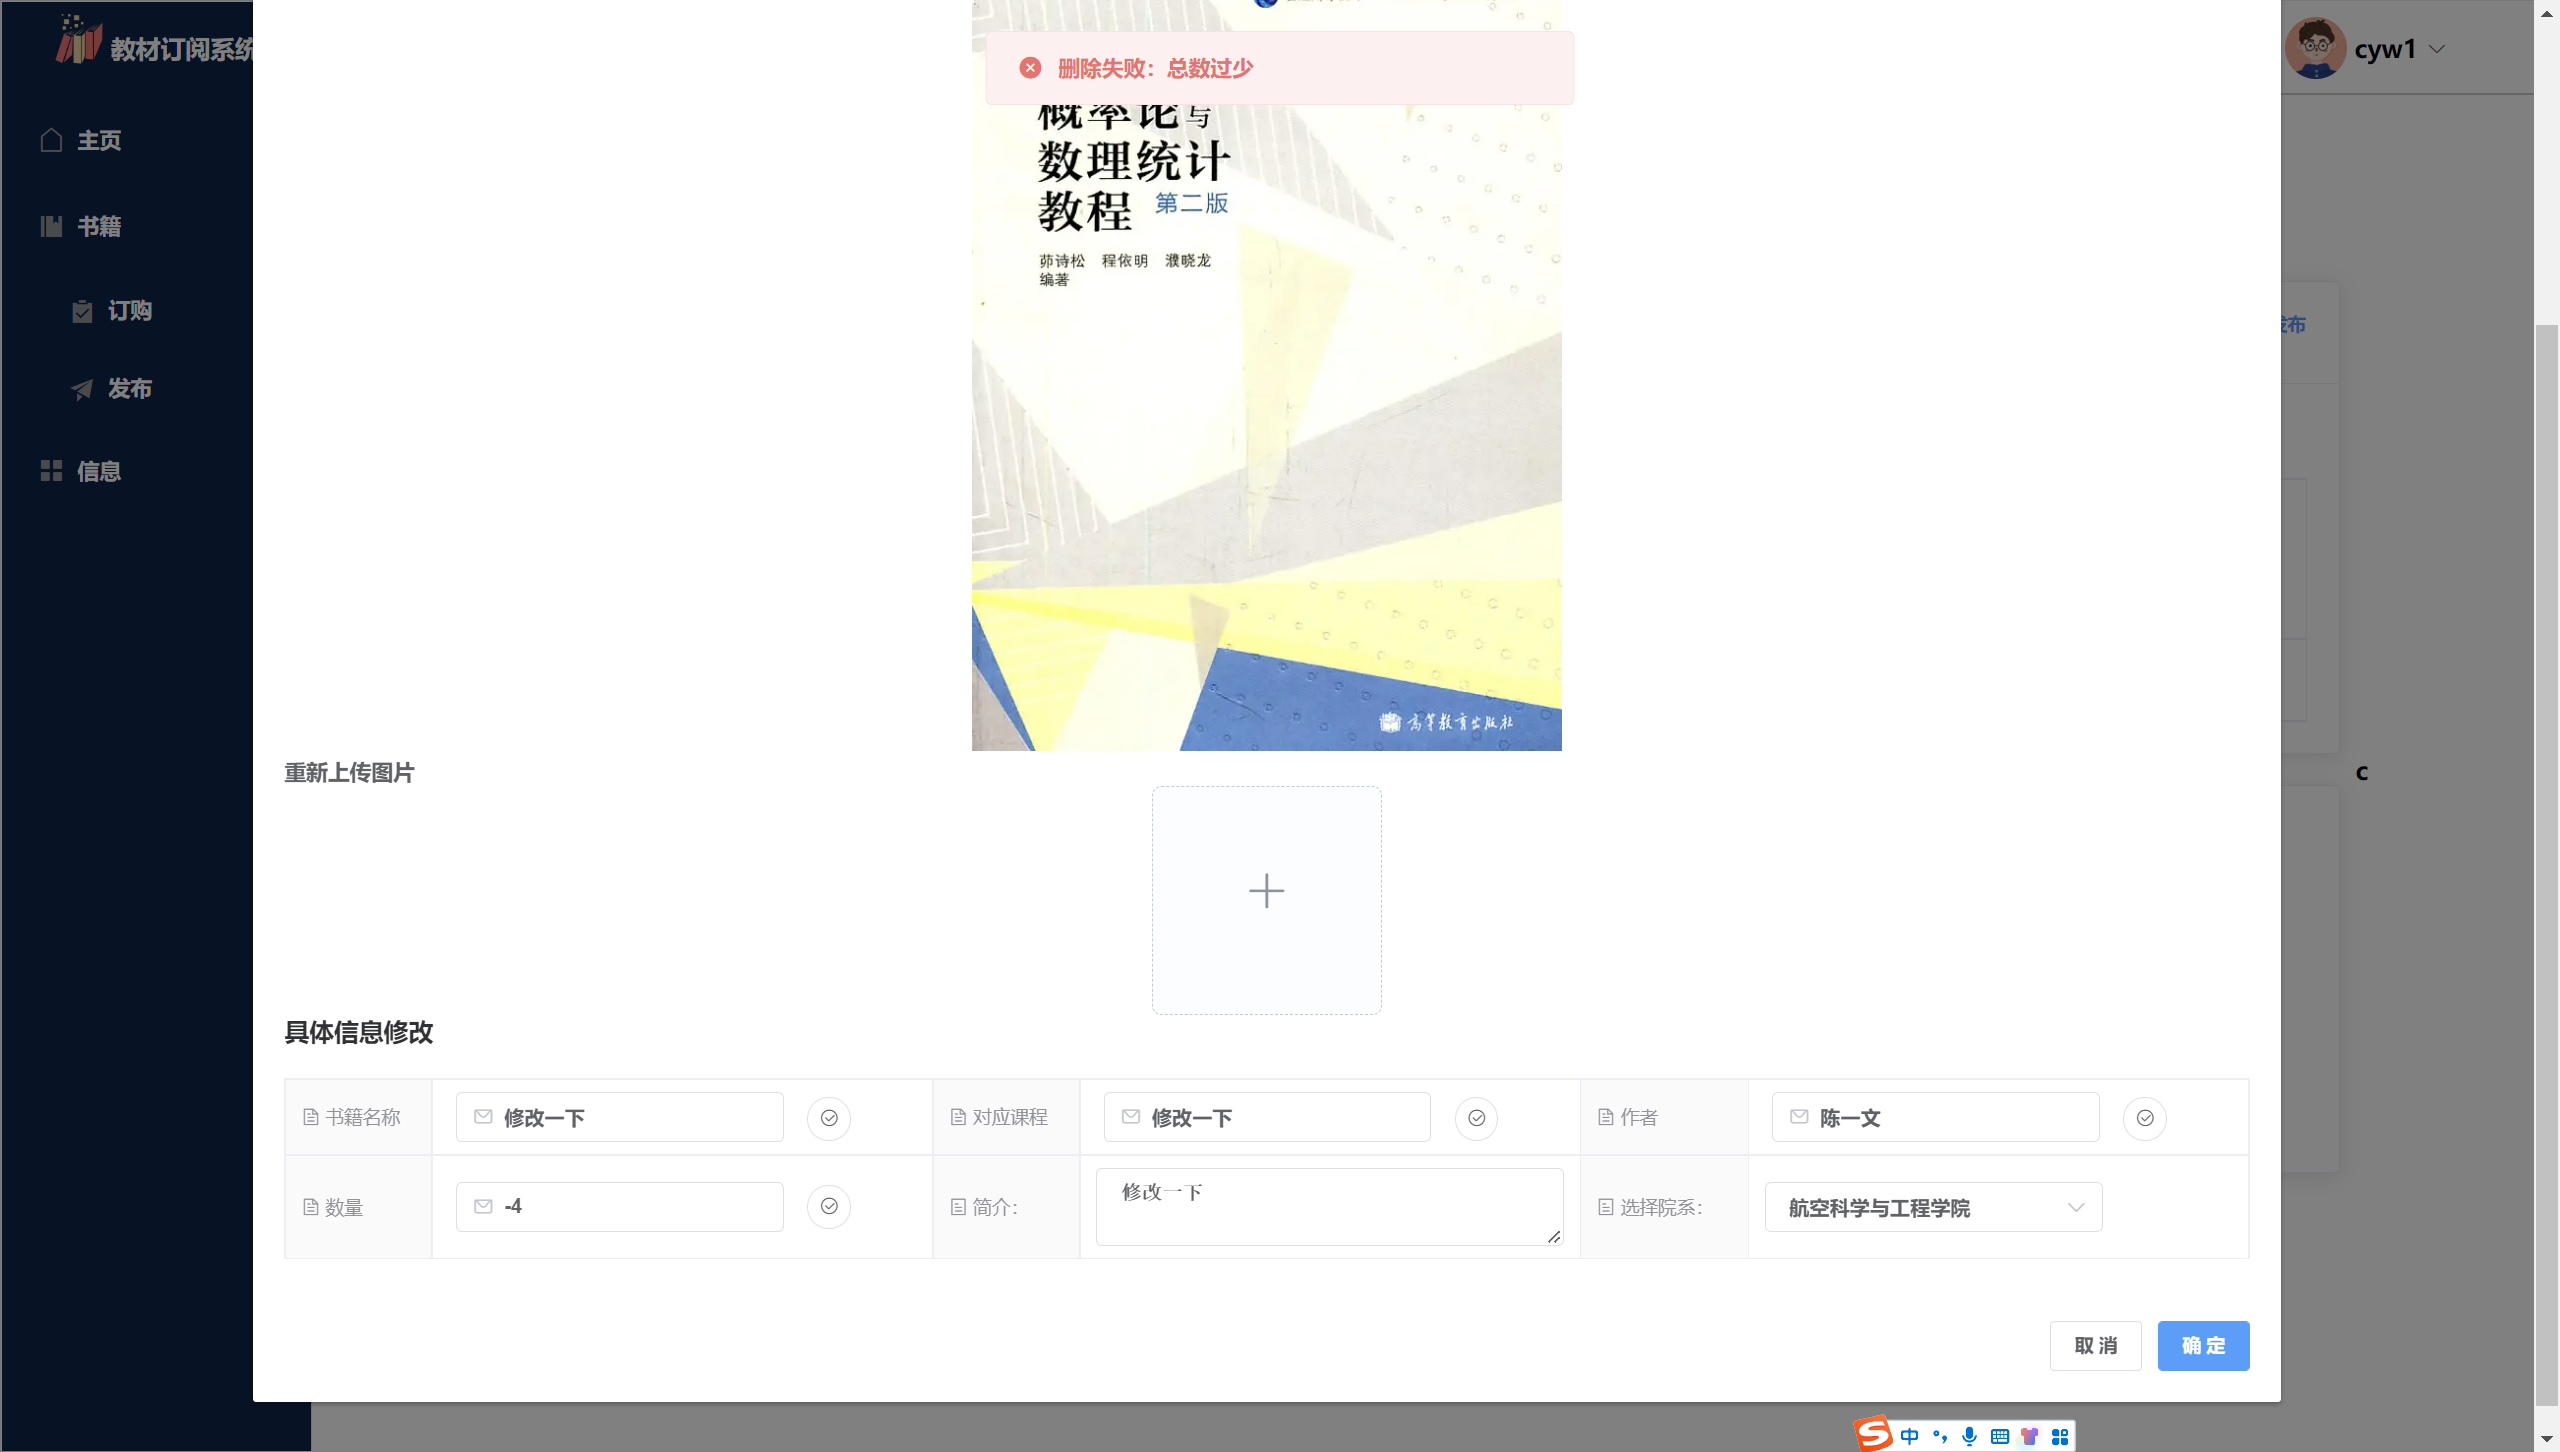 教材订阅系统
cyw1
删除失败：总数过少
主页
书籍
订购
发布
信息
概率论与
数理统计
教程 第二版
茆诗松 程依明 濮晓龙
编著
高等教育出版社
发布
重新上传图片
c
具体信息修改
书籍名称 修改一下 对应课程 修改一下 作者 陈一文
数量 -4 简介： 修改一下 选择院系： 航空科学与工程学院
取消 确定
中